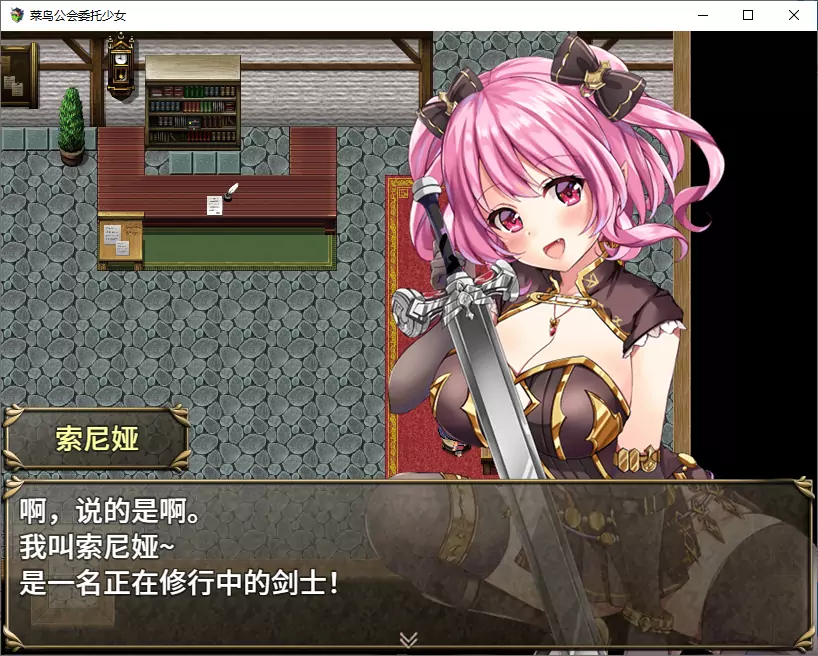 菜鸟公会委托少女
索尼娅
啊，说的是啊。
我叫索尼娅~
是一名正在修行中的剑士！